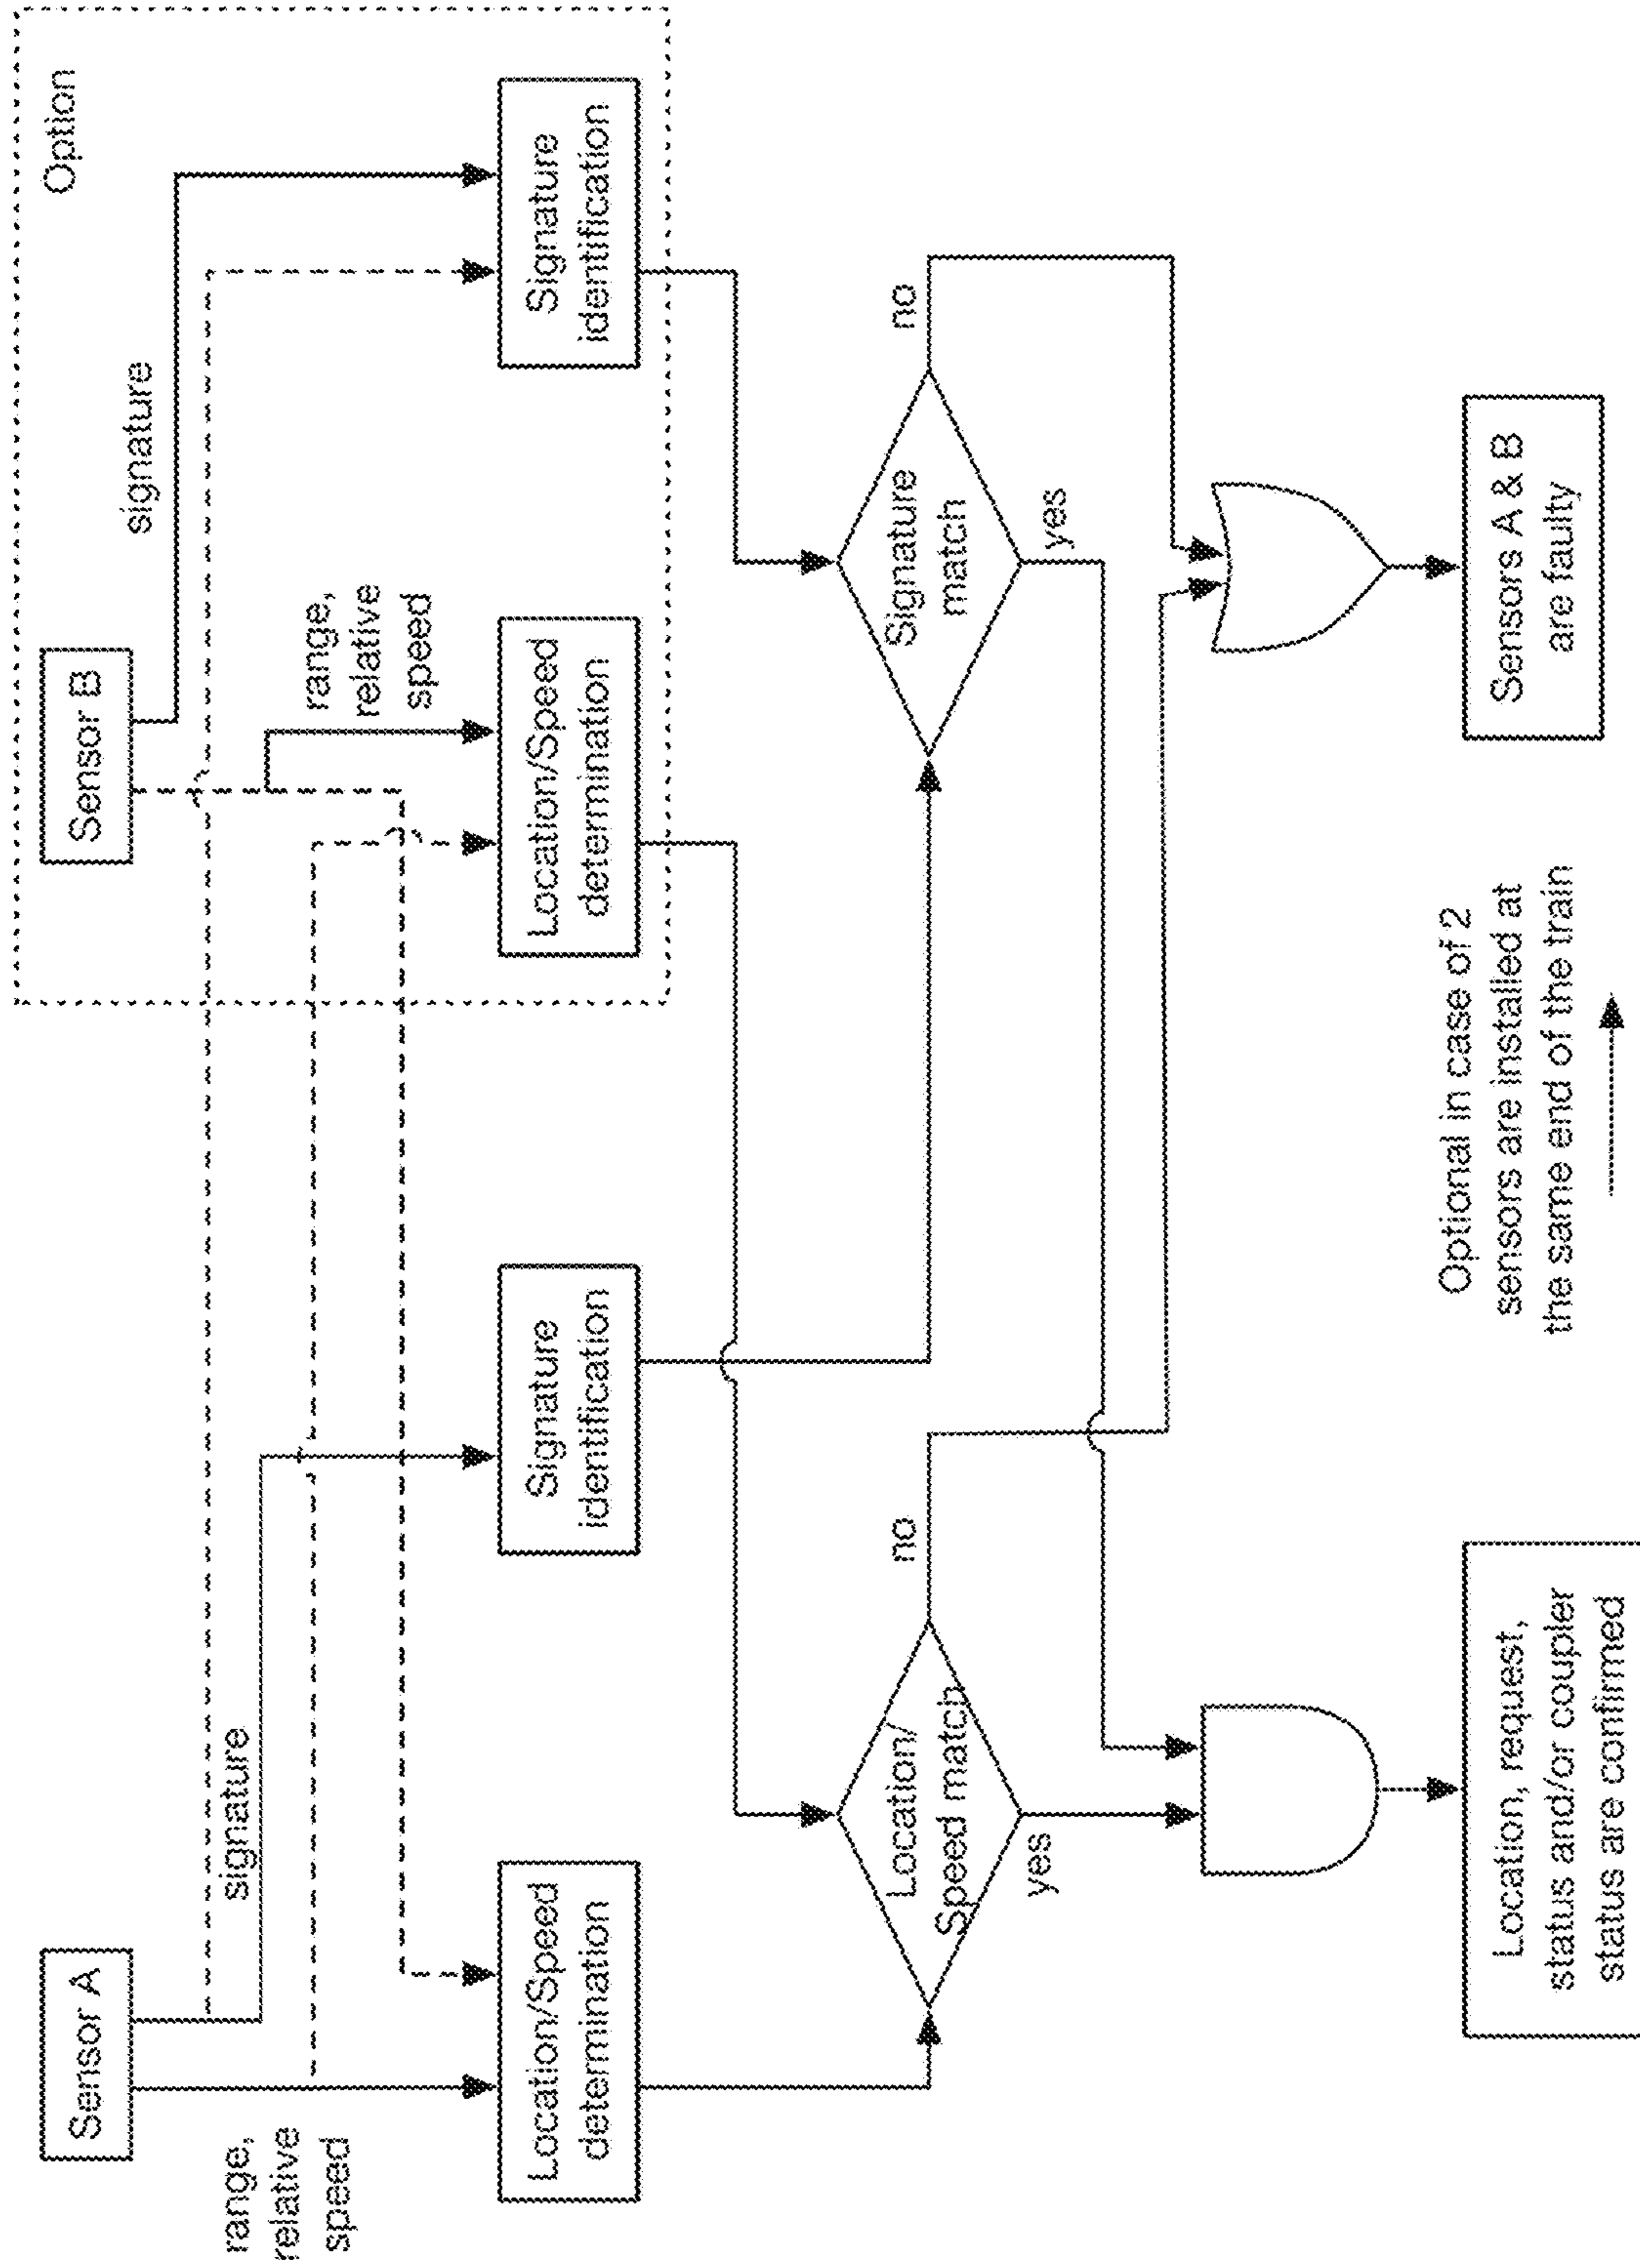 Option
Sensor A
Sensor B
signature
signature
range,
relative
speed
range,
relative
speed
Location/Speed
determination
Signature
identification
Location/Speed
determination
Signature
identification
Location/
Speed match
no
yes
Signature
match
no
yes
Location, request,
status and/or coupler
status are confirmed
Optional in case of 2
sensors are installed at
the same end of the train
Sensors A & B
are faulty